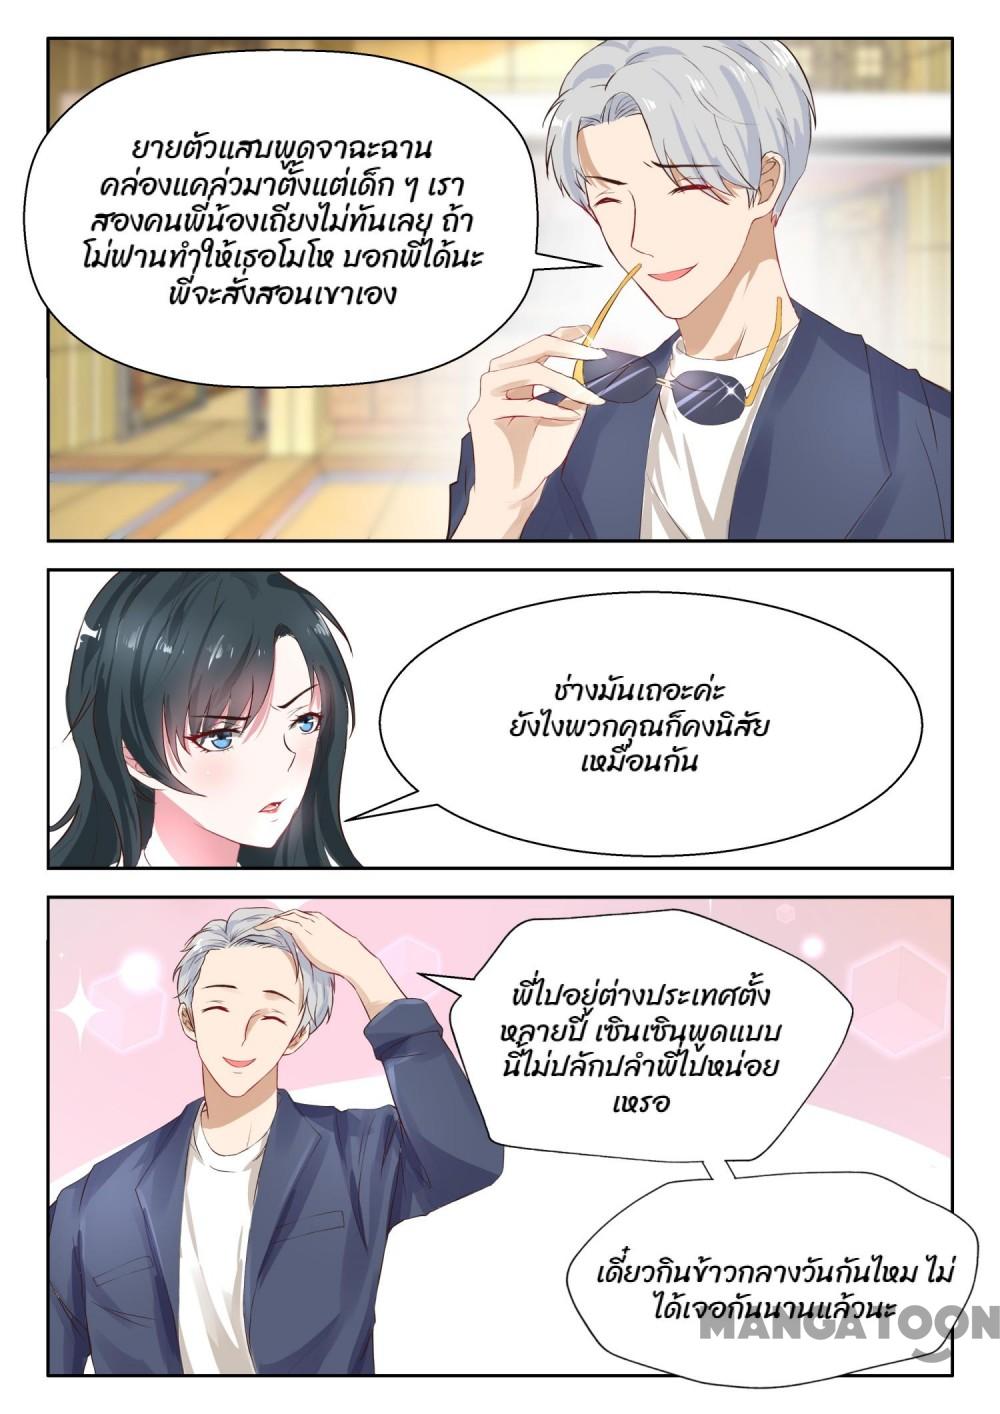 ยายตัวแสบพูดจาฉะฉาน
คล่องแคล่วมาตั้งแต่เด็ก ๆ เรา
สองคนพี่น้องเถียงไม่ทันเลย ถ้า
โม่ฟานทำให้เธอโมโห บอกพี่ได้นะ
พี่จะสั่งสอนเขาเอง
ช่างมันเถอะค่ะ
ยังไงพวกคุณก็คงนิสัย
เหมือนกัน
พี่ไปอยู่ต่างประเทศตั้ง
หลายปี เซินเซินพูดแบบ
นี้ไม่ปลักปลำพี่ไปหน่อย
เหรอ
เดี๋ยวกินข้าวกลางวันกันไหม ไม่
ได้เจอกันนานแล้วนะ
MANGATOON